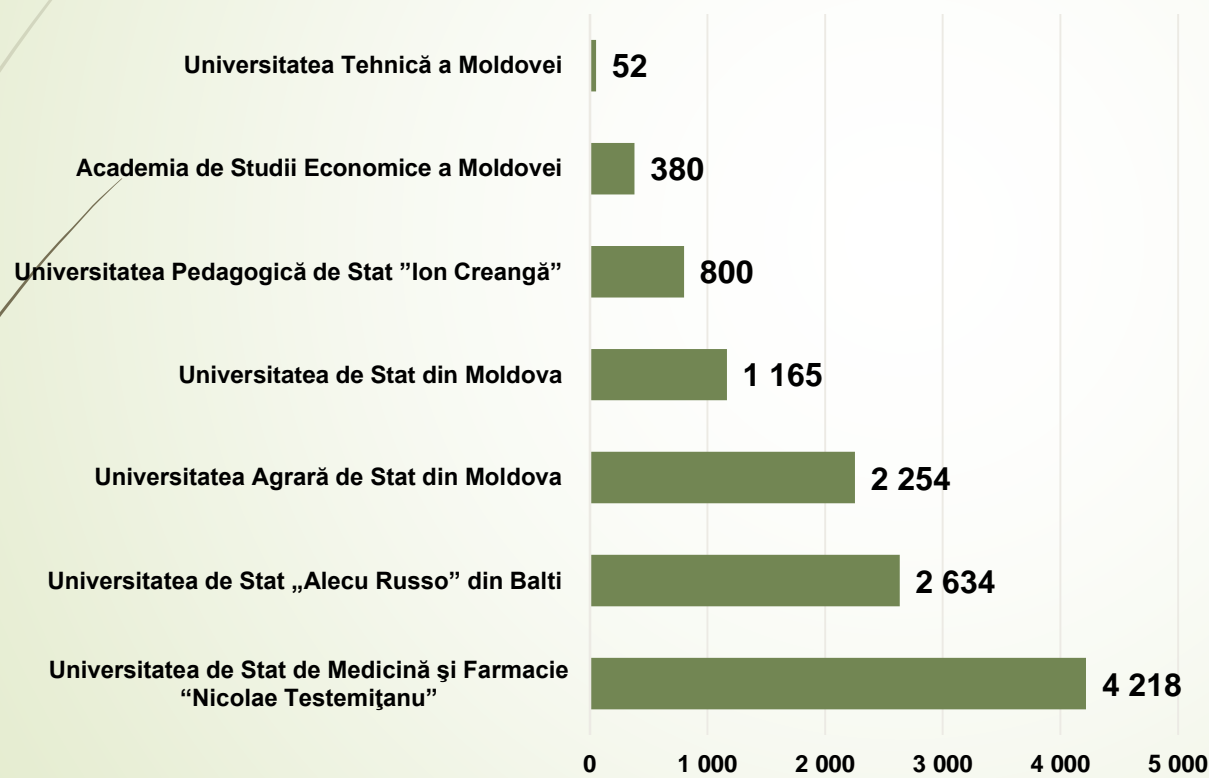 Universitatea Tehnică a Moldovei 52
Academia de Studii Economice a Moldovei 380
Universitatea Pedagogică de Stat ”Ion Creangă” 800
Universitatea de Stat din Moldova 1 165
Universitatea Agrară de Stat din Moldova 2 254
Universitatea de Stat „Alecu Russo” din Balti 2 634
Universitatea de Stat de Medicină şi Farmacie
“Nicolae Testemiţanu” 4 218
0 1 000 2 000 3 000 4 000 5 000